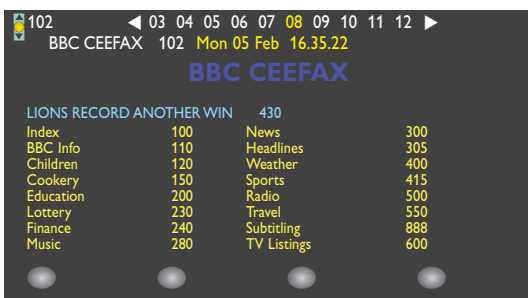 102 ◀ 03 04 05 06 07 08 09 10 11 12 ▶
BBC CEEFAX 102 Mon 05 Feb 16.35.22
BBC CEEFAX
LIONS RECORD ANOTHER WIN 430
Index 100 News 300
BBC Info 110 Headlines 305
Children 120 Weather 400
Cookery 150 Sports 415
Education 200 Radio 500
Lottery 230 Travel 550
Finance 240 Subtitling 888
Music 280 TV Listings 600